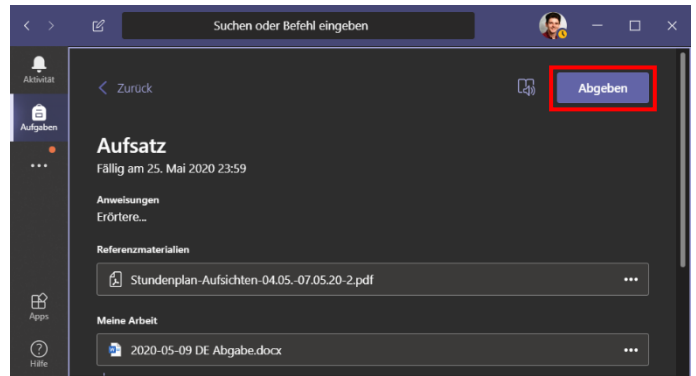 Suchen oder Befehl eingeben
Aktivität
Zurück
Abgeben
Aufgaben
Aufsatz
Fällig am 25. Mai 2020 23:59
Anweisungen
Erörtere...
Referenzmaterialien
Stundenplan-Aufsichten-04.05.-07.05.20-2.pdf
Apps
Meine Arbeit
2020-05-09 DE Abgabe.docx
Hilfe